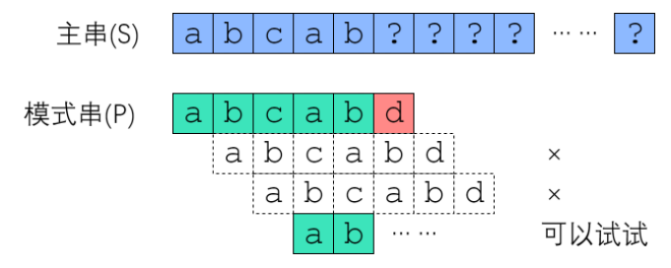 主串(S) a b c a b ? ? ? ? …… ?
模式串(P) a b c a b d
a b c a b d ×
a b c a b d ×
a b …… 可以试试